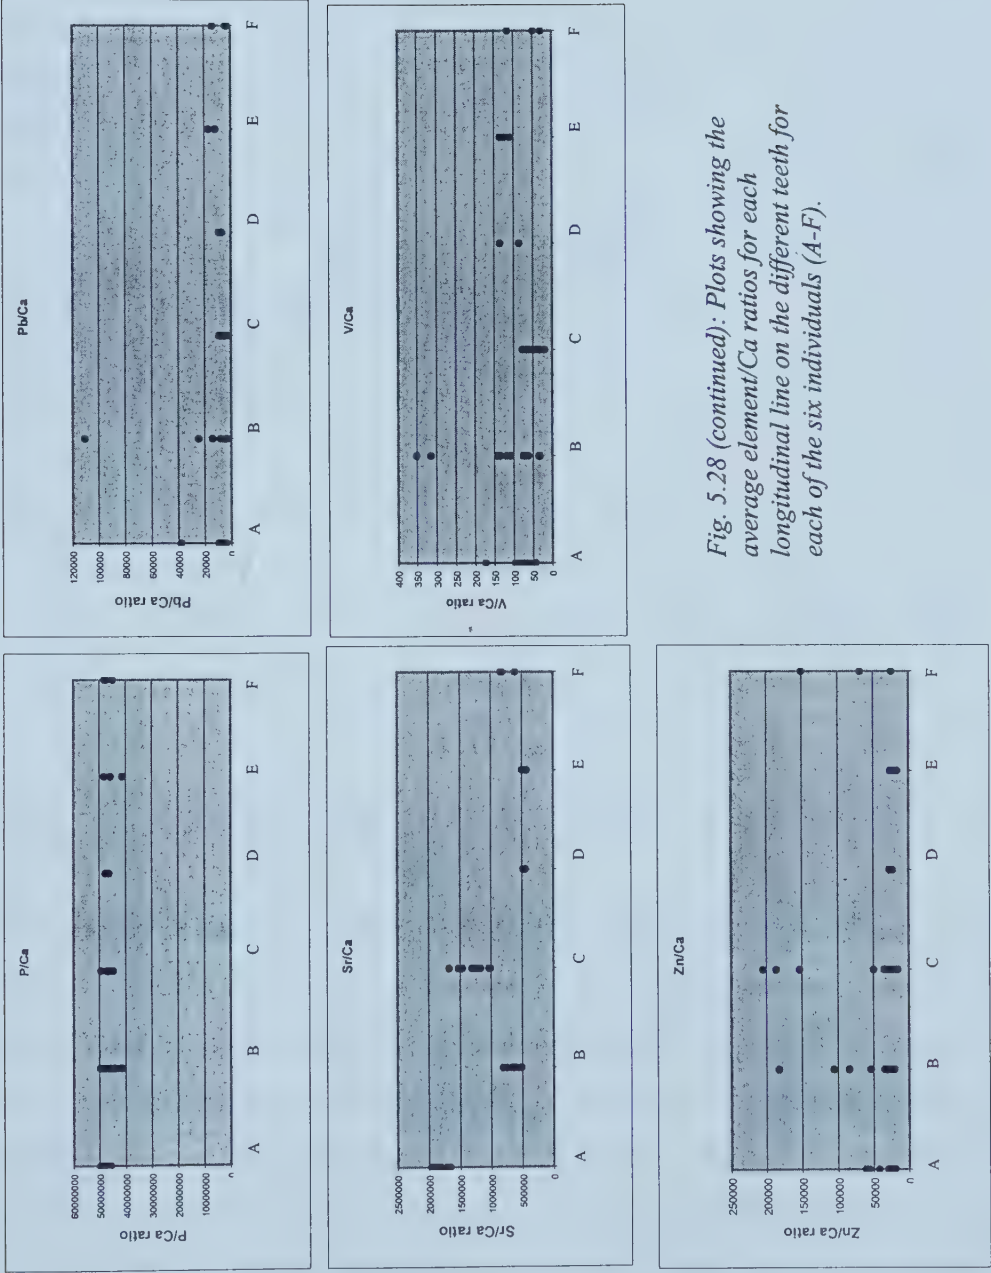 P/Ca
P/Ca ratio
60000000
50000000
40000000
30000000
20000000
10000000
0
A B C D E F
Pb/Ca
Pb/Ca ratio
120000
100000
80000
60000
40000
20000
0
A B C D E F
Sr/Ca
Sr/Ca ratio
2500000
2000000
1500000
1000000
500000
0
A B C D E F
V/Ca
V/Ca ratio
400
350
300
250
200
150
100
50
0
A B C D E F
Zn/Ca
Zn/Ca ratio
250000
200000
150000
100000
50000
0
A B C D E F
Fig. 5.28 (continued): Plots showing the
average element/Ca ratios for each
longitudinal line on the different teeth for
each of the six individuals (A-F).